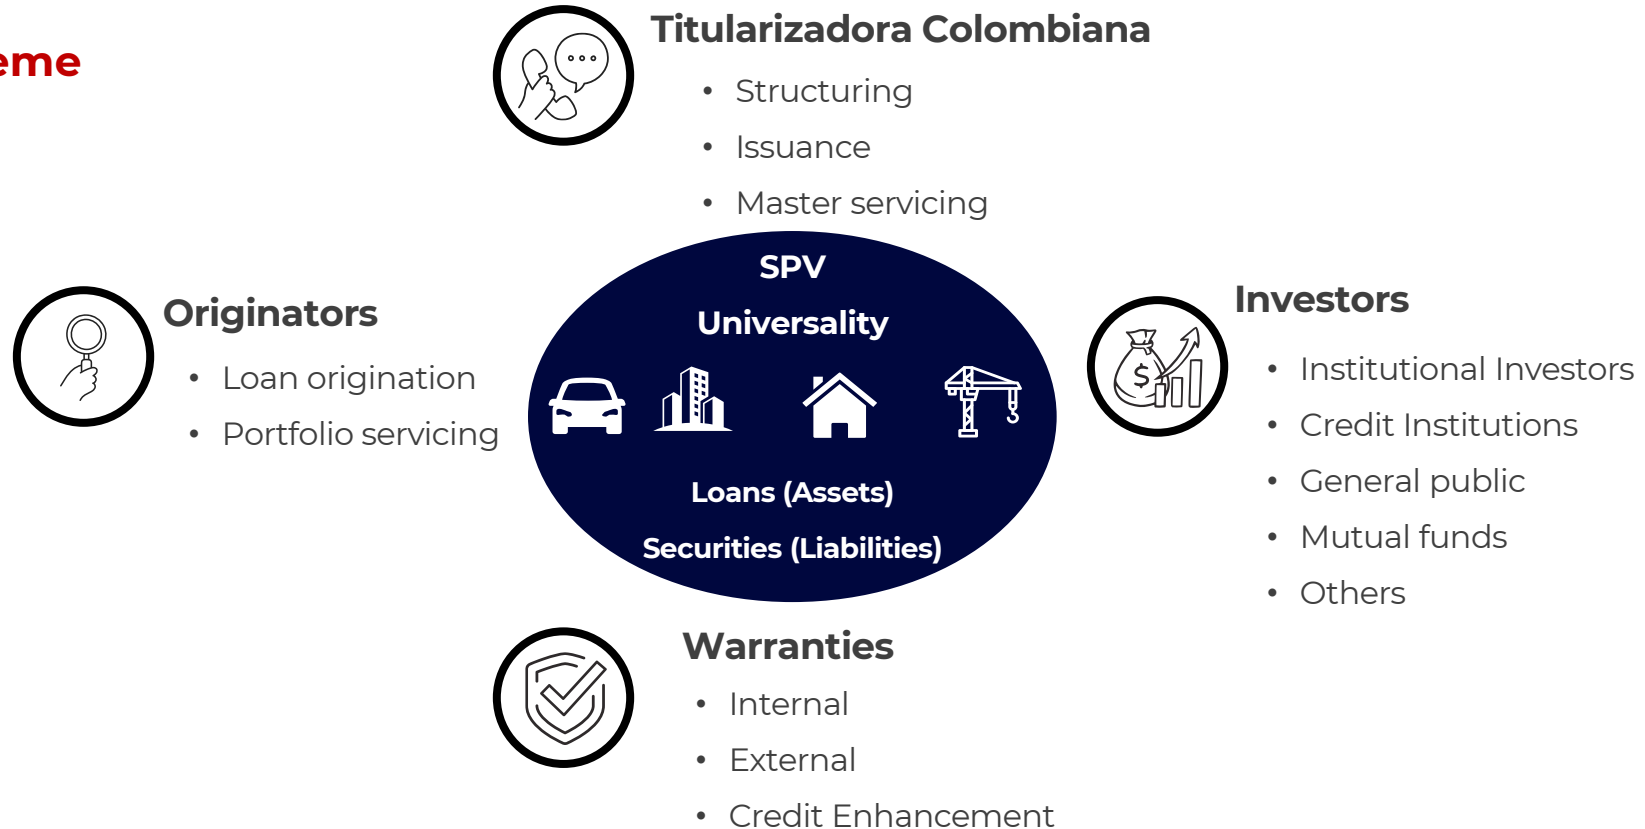 eme
Titularizadora Colombiana
• Structuring
• Issuance
• Master servicing
Originators
• Loan origination
• Portfolio servicing
SPV
Universality
Loans (Assets)
Securities (Liabilities)
Investors
$
• Institutional Investors
• Credit Institutions
• General public
• Mutual funds
• Others
Warranties
• Internal
• External
• Credit Enhancement